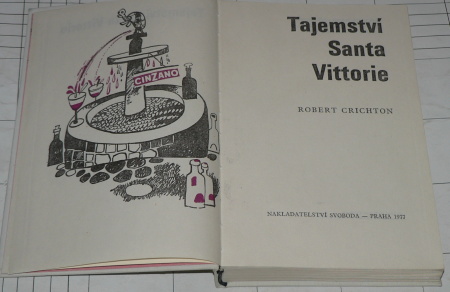 CINZANO
Tajemství
Santa
Vittorie
ROBERT CRICHTON
NAKLADATELSTVÍ SVOBODA — PRAHA 1972